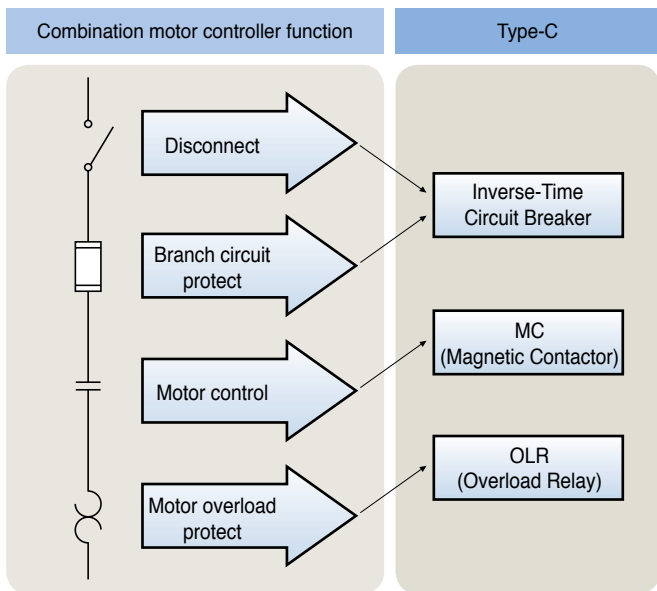 Combination motor controller function
Type-C
Disconnect
Branch circuit
protect
Motor control
Motor overload
protect
Inverse-Time
Circuit Breaker
MC
(Magnetic Contactor)
OLR
(Overload Relay)